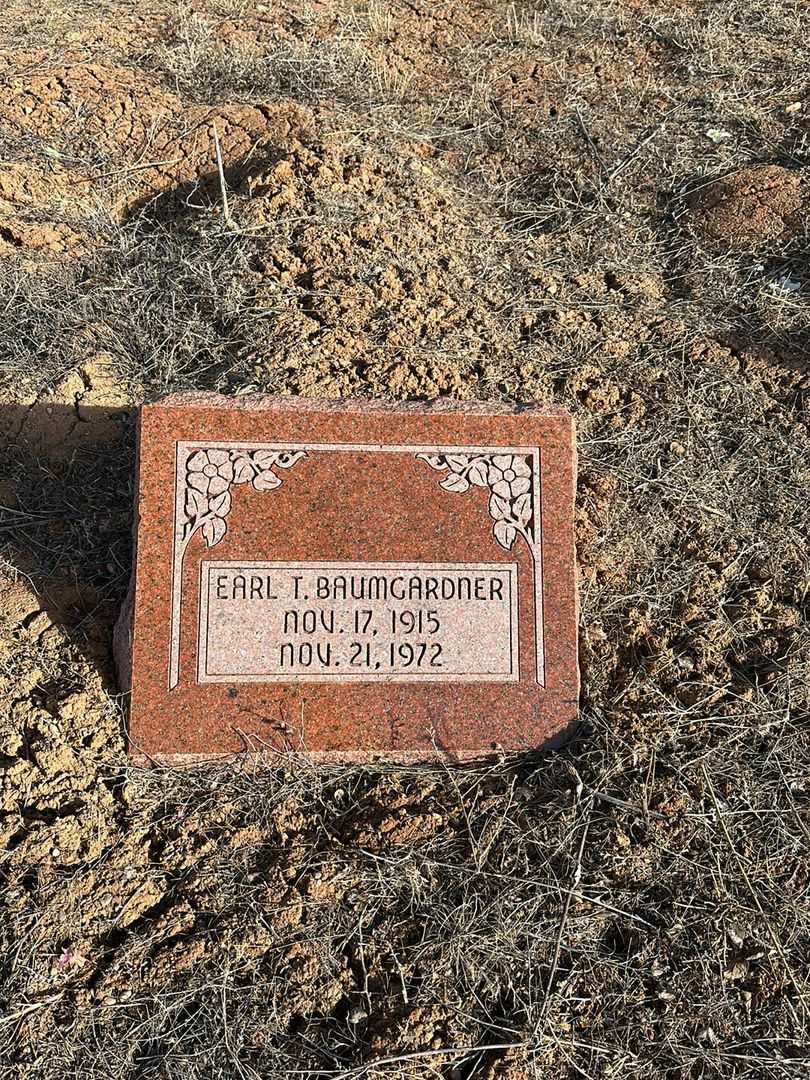 EARL T. BAUMGARDNER
NOV. 17, 1915
NOV. 21, 1972